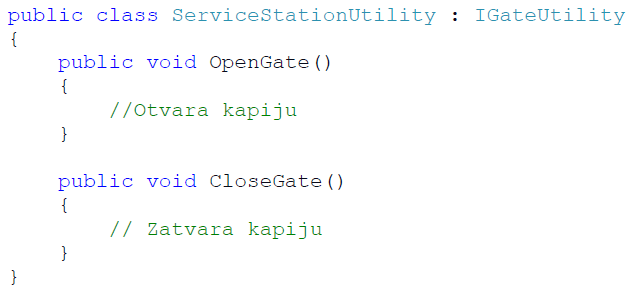 public class ServiceStationUtility : IGateUtility
{
    public void OpenGate()
    {
        //Otvara kapiju
    }

    public void CloseGate()
    {
        // Zatvara kapiju
    }
}